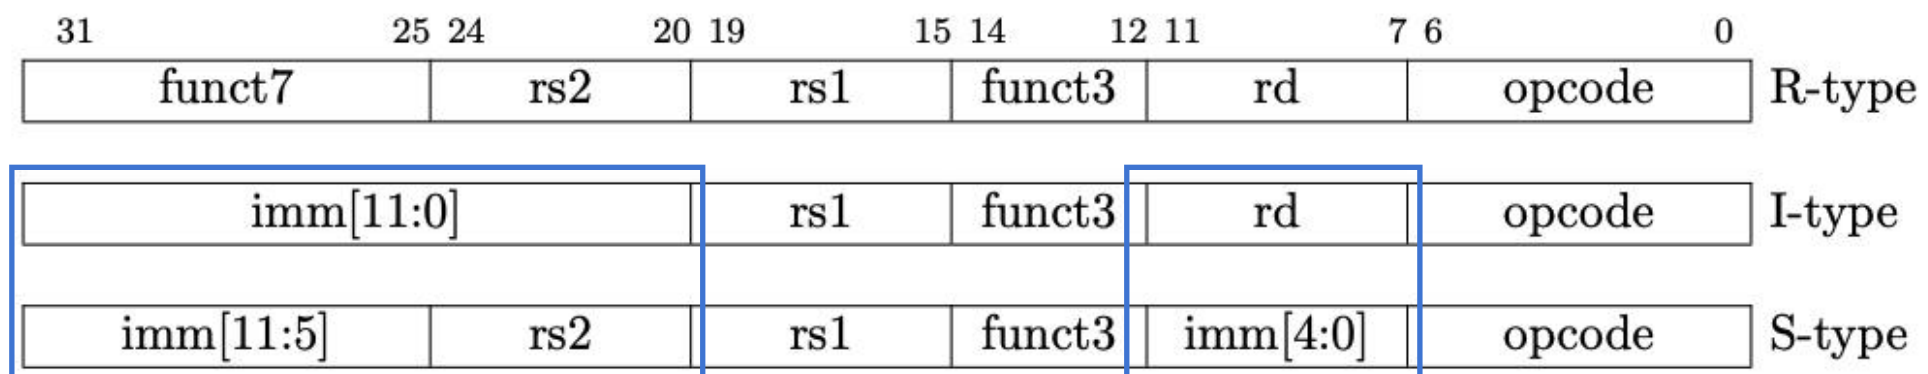 31 25 24 20 19 15 14 12 11 7 6 0
funct7 rs2 rs1 funct3 rd opcode R-type
imm[11:0] rs1 funct3 rd opcode I-type
imm[11:5] rs2 rs1 funct3 imm[4:0] opcode S-type